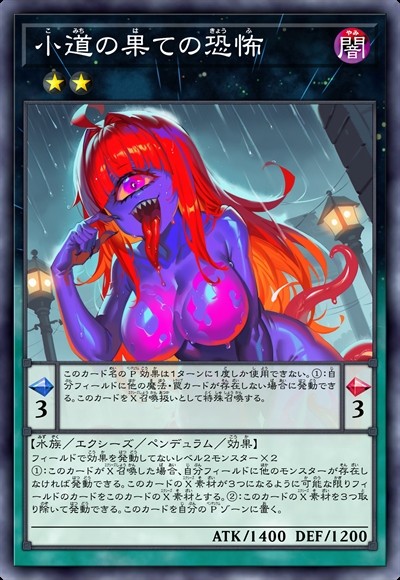 小道の果ての恐怖
闇
このカード名のP効果は1ターンに1度しか使用できない。①:自
分フィールドに他の魔法・罠カードが存在しない場合に発動でき
る。このカードをX召喚扱いとして特殊召喚する。
3
3
【水族／エクシーズ／ペンデュラム／効果】
フィールドで効果を発動してないレベル2モンスター×2
①:このカードがX召喚した場合、自分フィールドに他のモンスターが存在し
なければ発動できる。このカードのX素材が3つになるように可能な限りフィ
ールドのカードをこのカードのX素材とする。②:このカードのX素材を3つ取
り除いて発動できる。このカードを自分のPゾーンに置く。
ATK/1400 DEF/1200